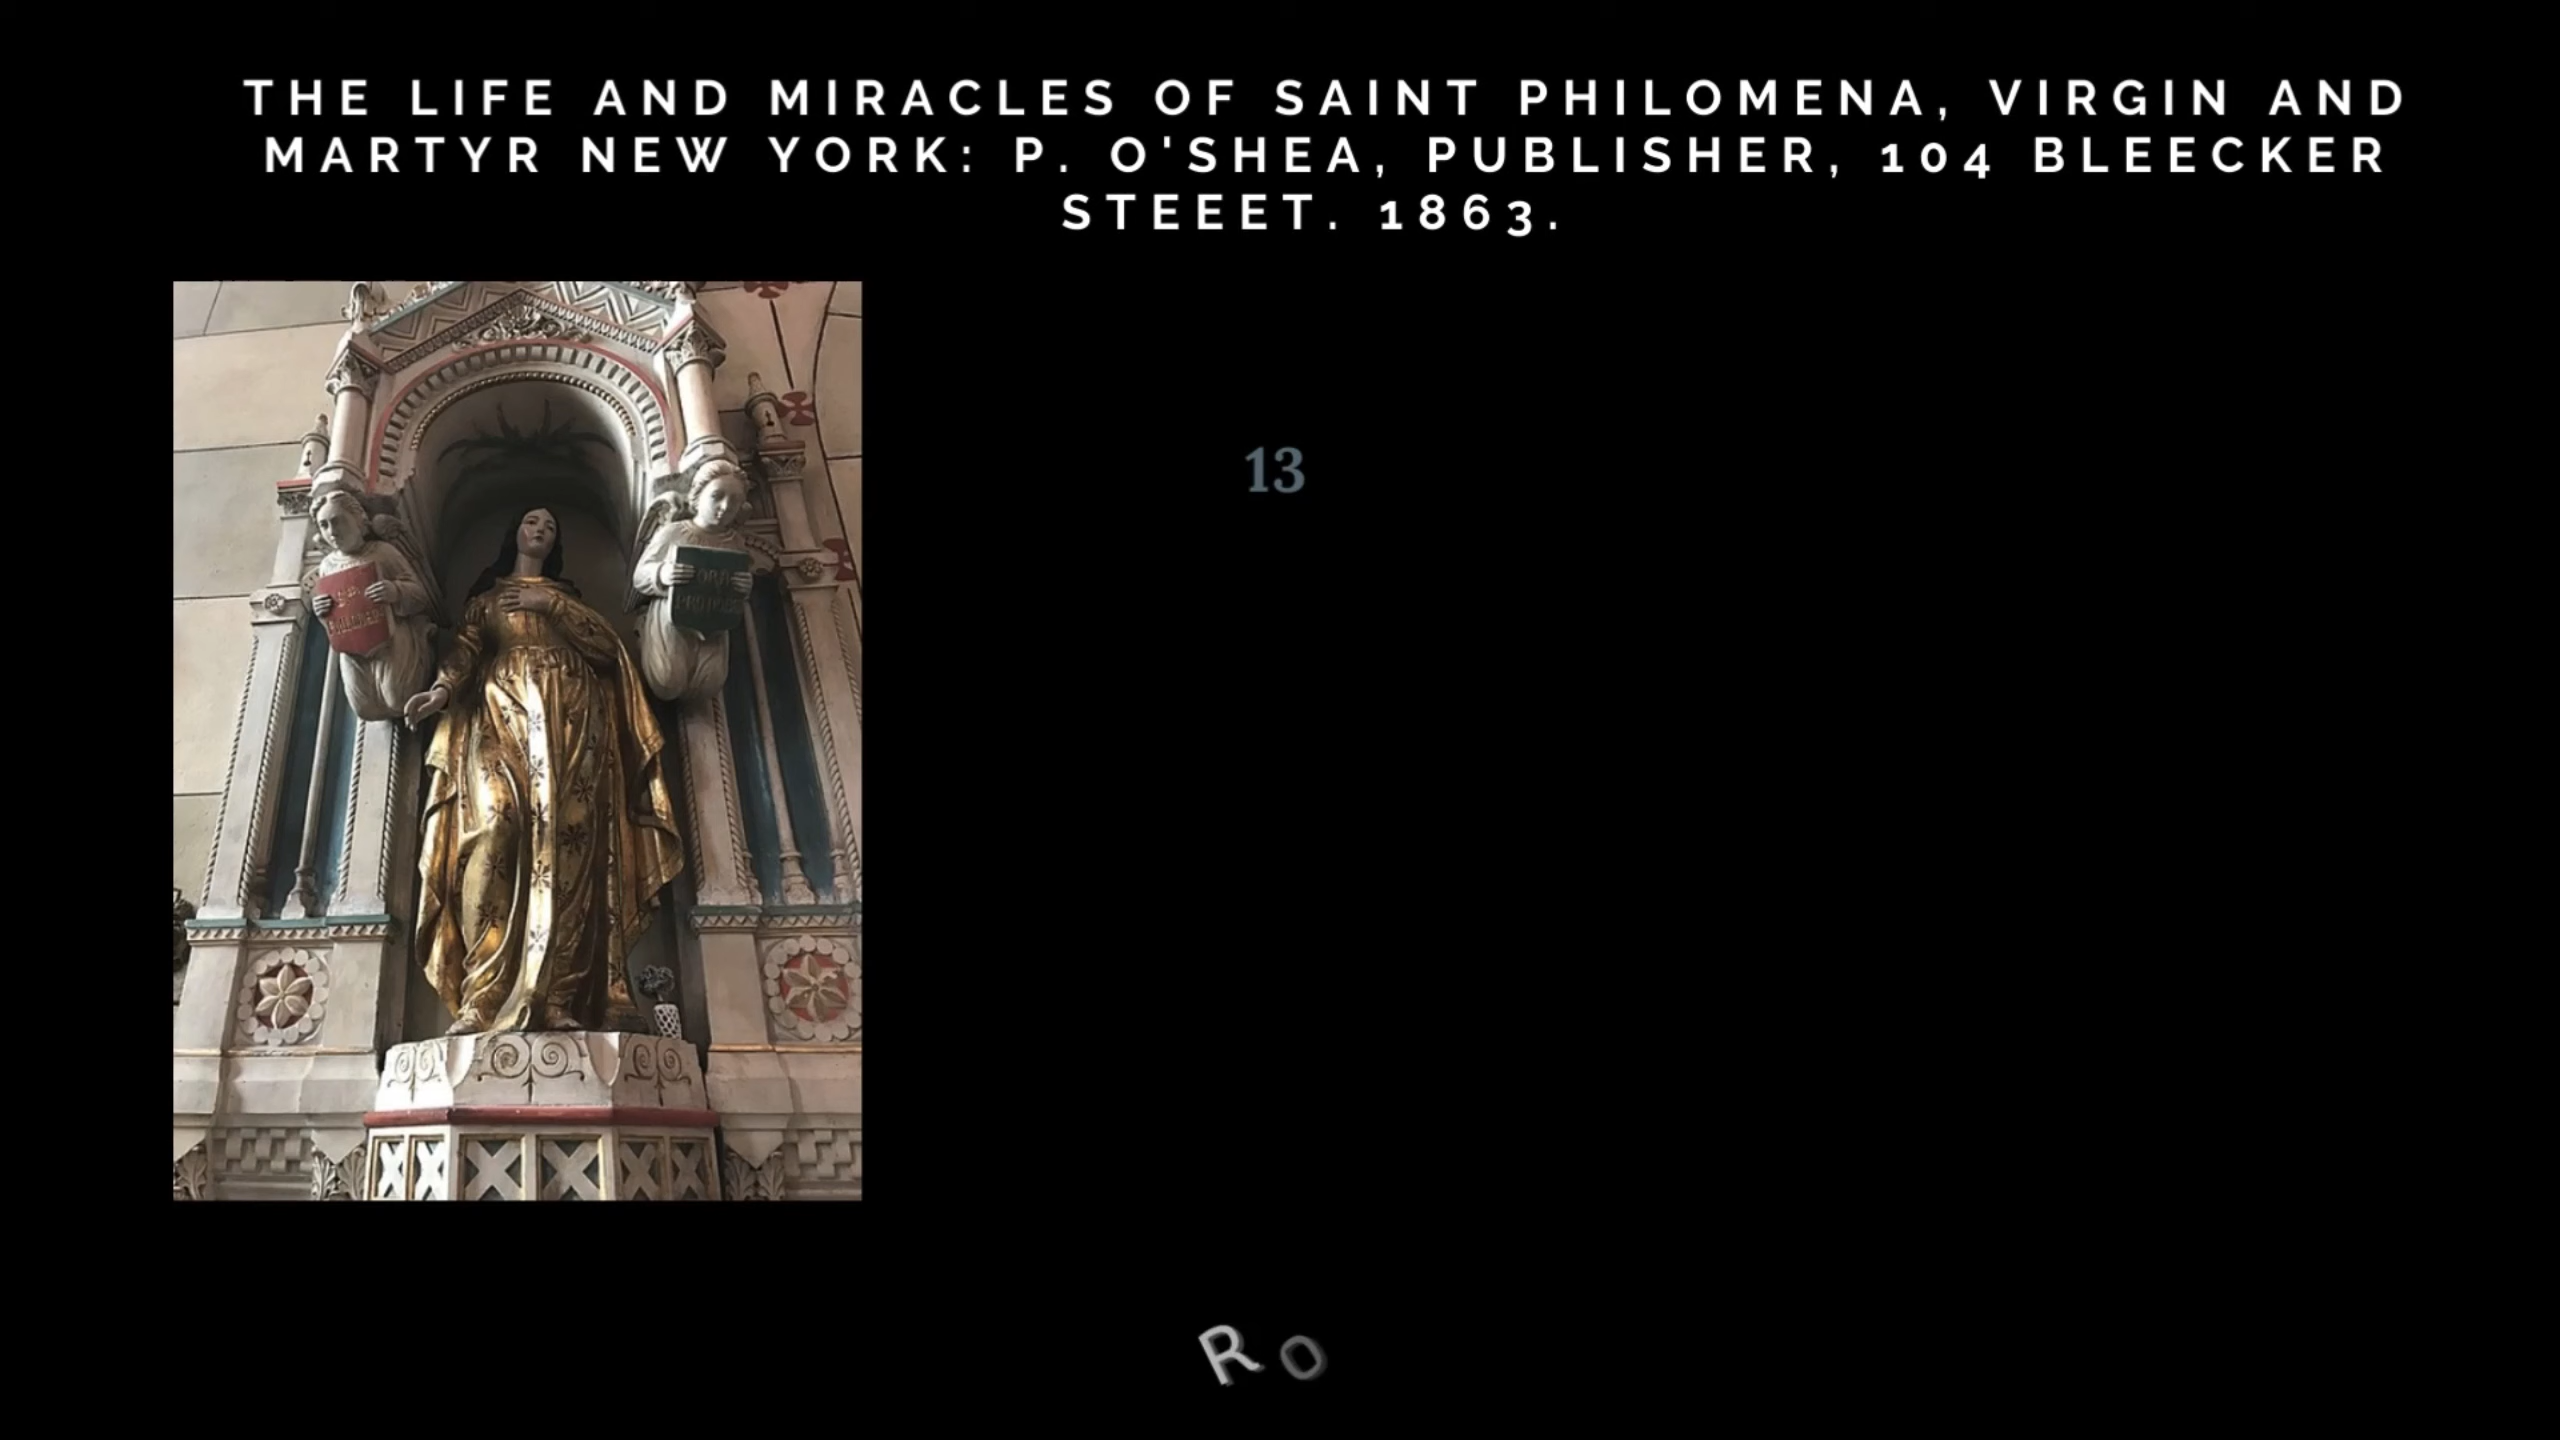 THE LIFE AND MIRACLES OF SAINT PHILOMENA, VIRGIN AND
MARTYR NEW YORK: P. O'SHEA, PUBLISHER, 104 BLEECKER
STEEET. 1863.
13
ORA
Ro